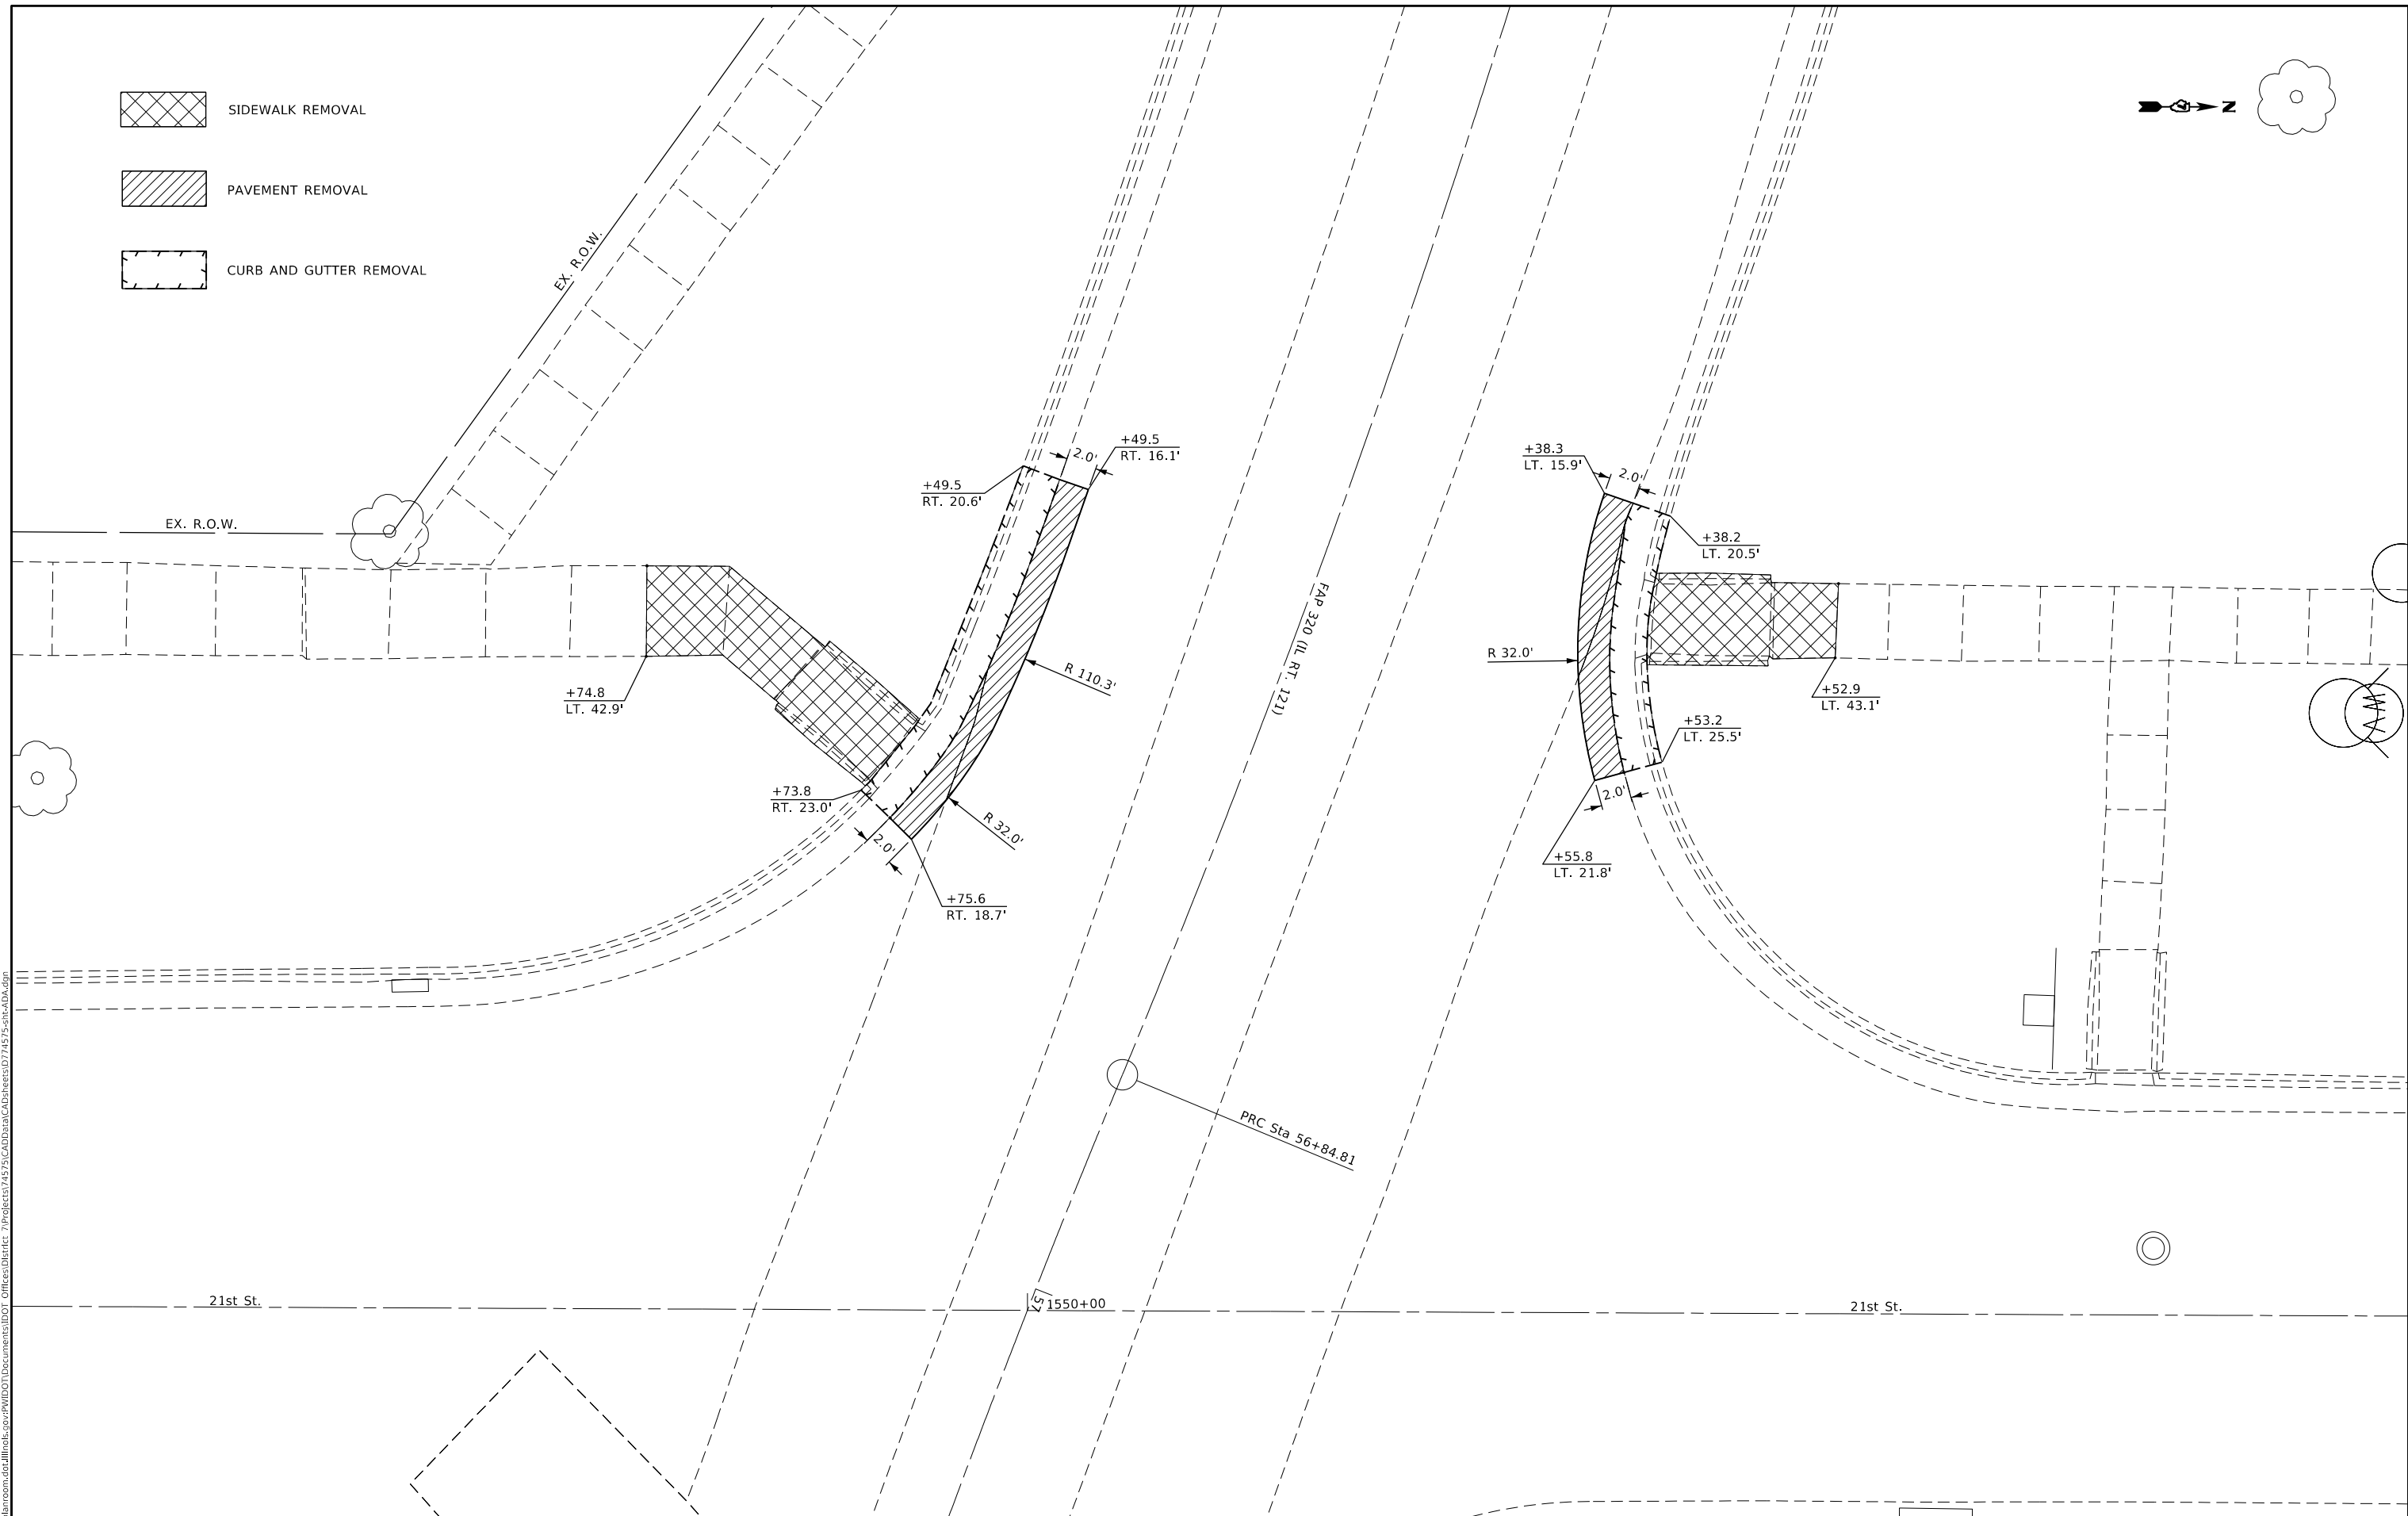 SIDEWALK REMOVAL
PAVEMENT REMOVAL
CURB AND GUTTER REMOVAL
N
EX. R.O.W.
EX. R.O.W.
+49.5
RT. 16.1'
2.0'
+49.5
RT. 20.6'
+38.3
LT. 15.9'
2.0'
+38.2
LT. 20.5'
R 110.3'
FAP 320 (IL RT. 121)
R 32.0'
+74.8
LT. 42.9'
+52.9
LT. 43.1'
+53.2
LT. 25.5'
+73.8
RT. 23.0'
2.0'
R 32.0'
2.0'
+55.8
LT. 21.8'
+75.6
RT. 18.7'
PRC Sta 56+84.81
21st St.
57
1550+00
21st St.